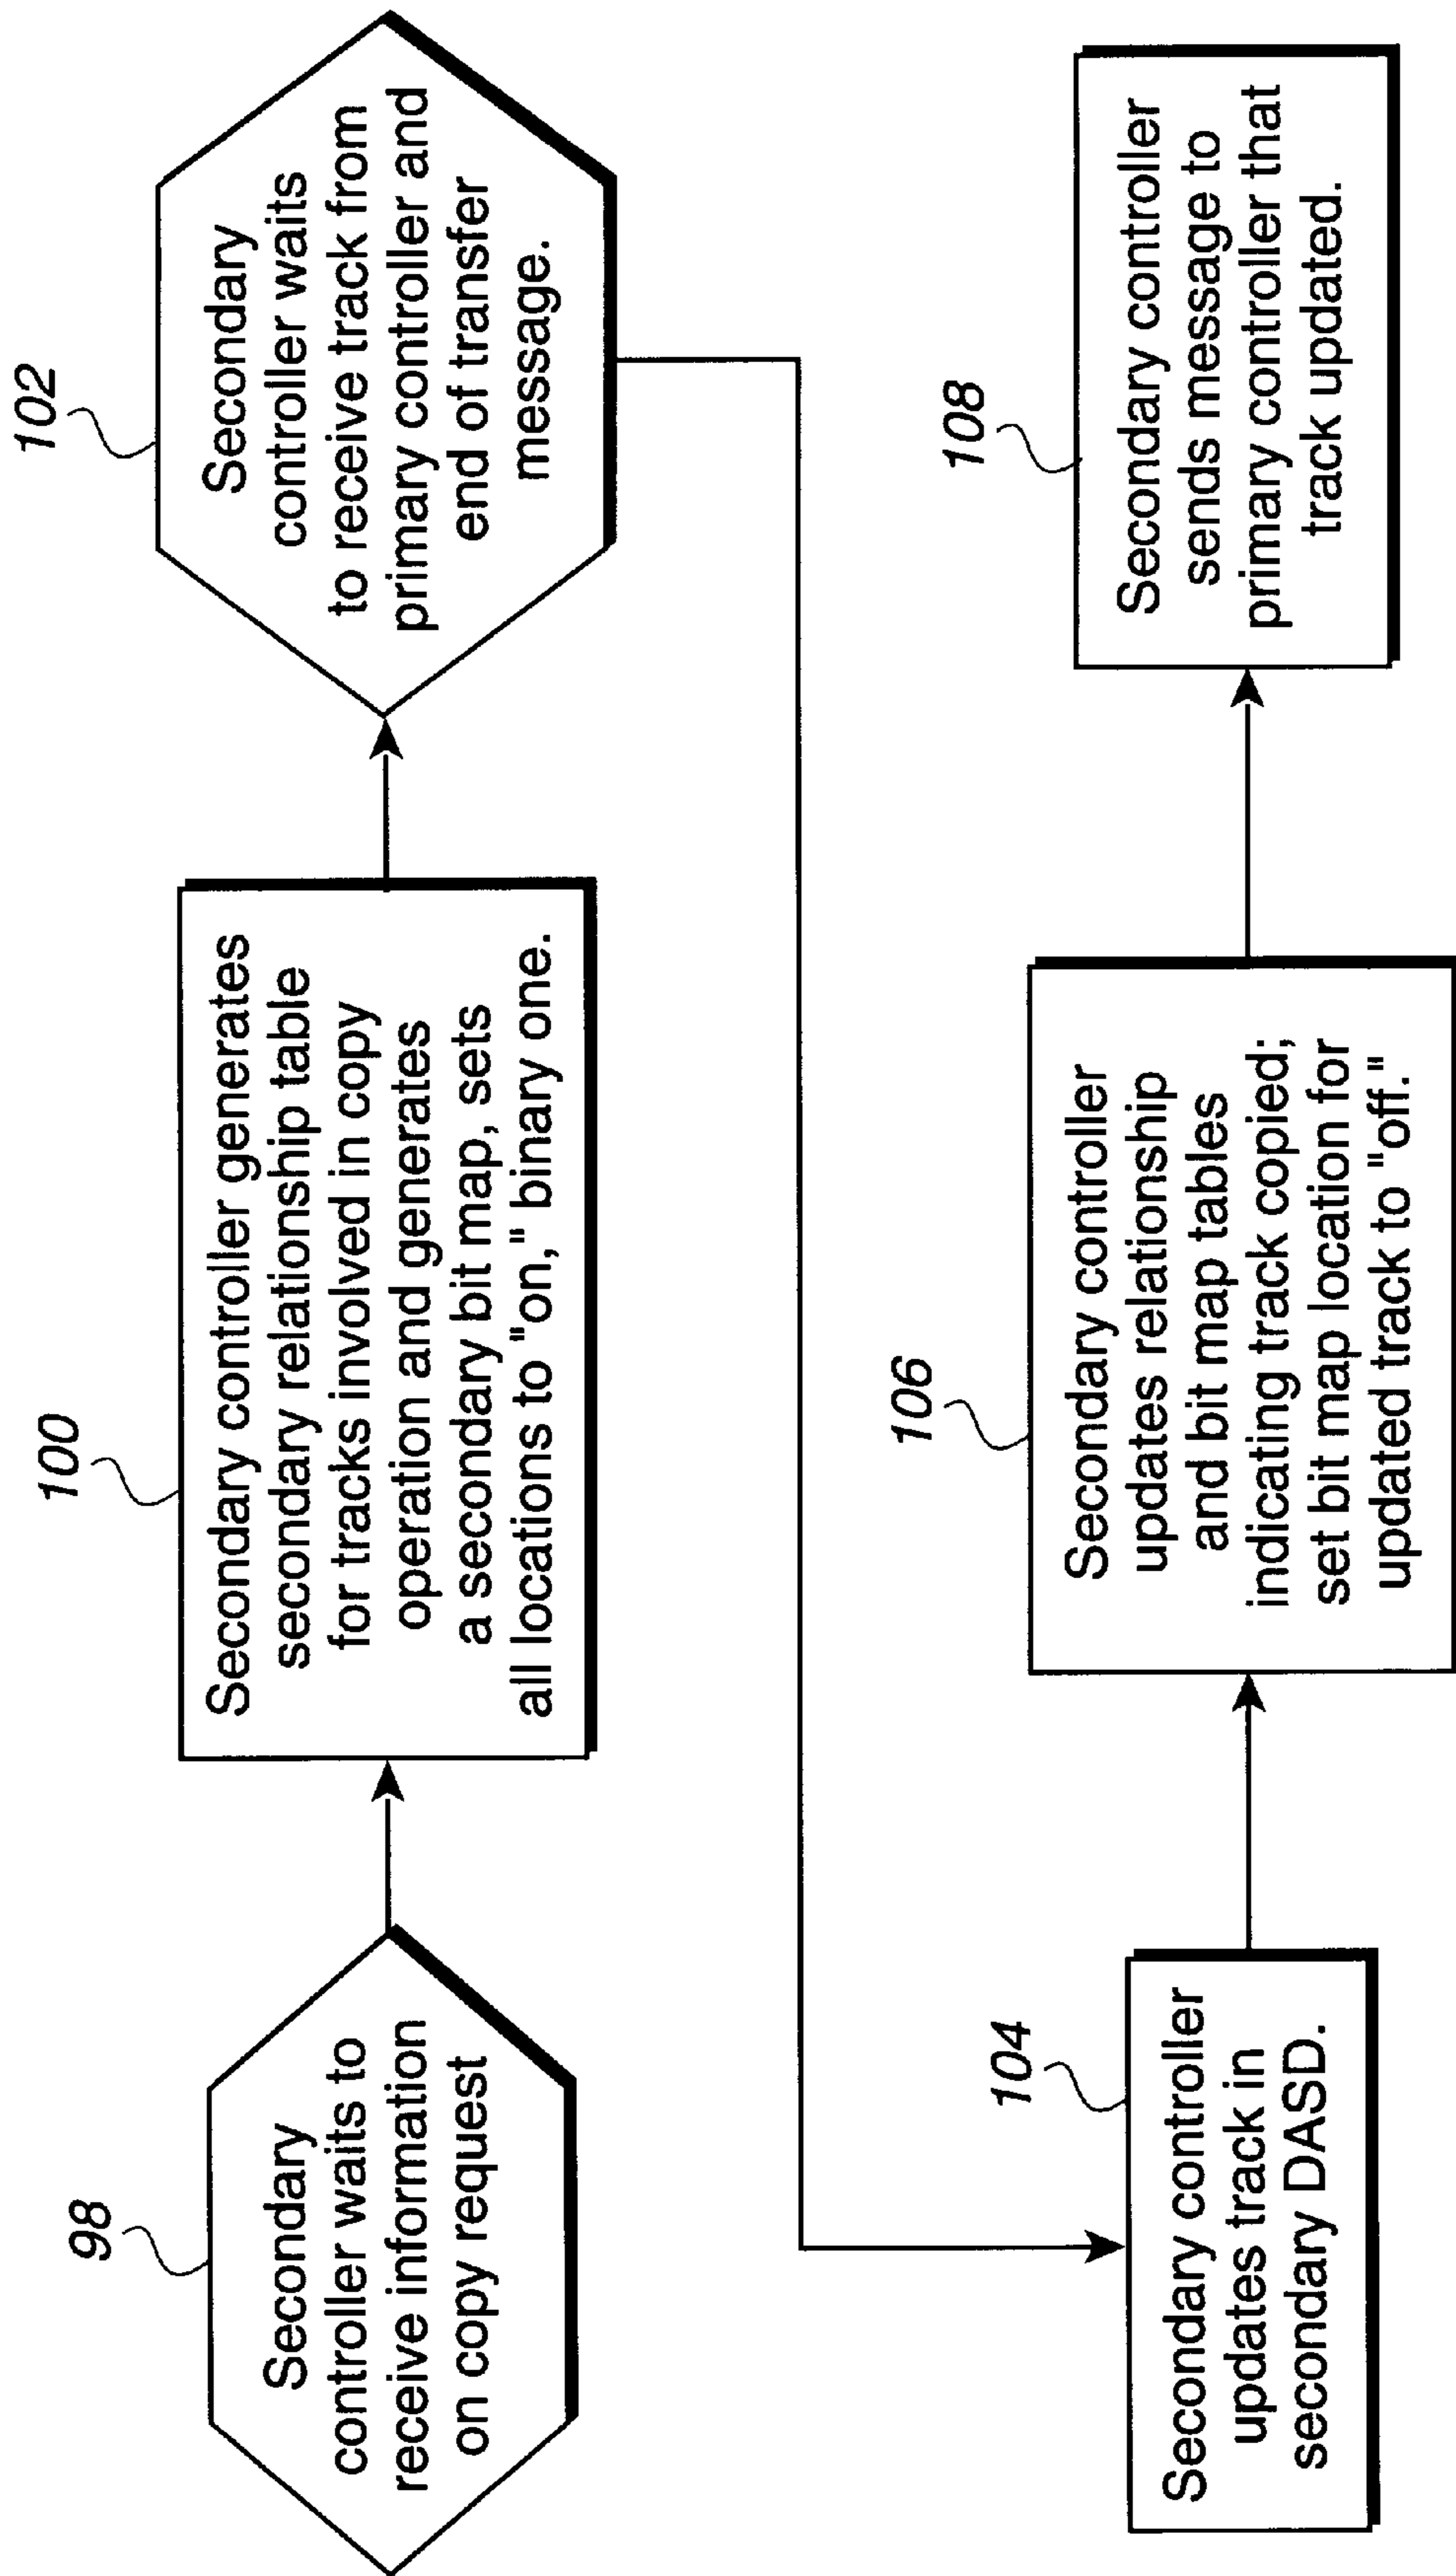 98
Secondary
controller waits to
receive information
on copy request
100
Secondary controller generates
secondary relationship table
for tracks involved in copy
operation and generates
a secondary bit map, sets
all locations to "on," binary one.
102
Secondary
controller waits
to receive track from
primary controller and
end of transfer
message.
104
Secondary controller
updates track in
secondary DASD.
106
Secondary controller
updates relationship
and bit map tables
indicating track copied;
set bit map location for
updated track to "off."
108
Secondary controller
sends message to
primary controller that
track updated.